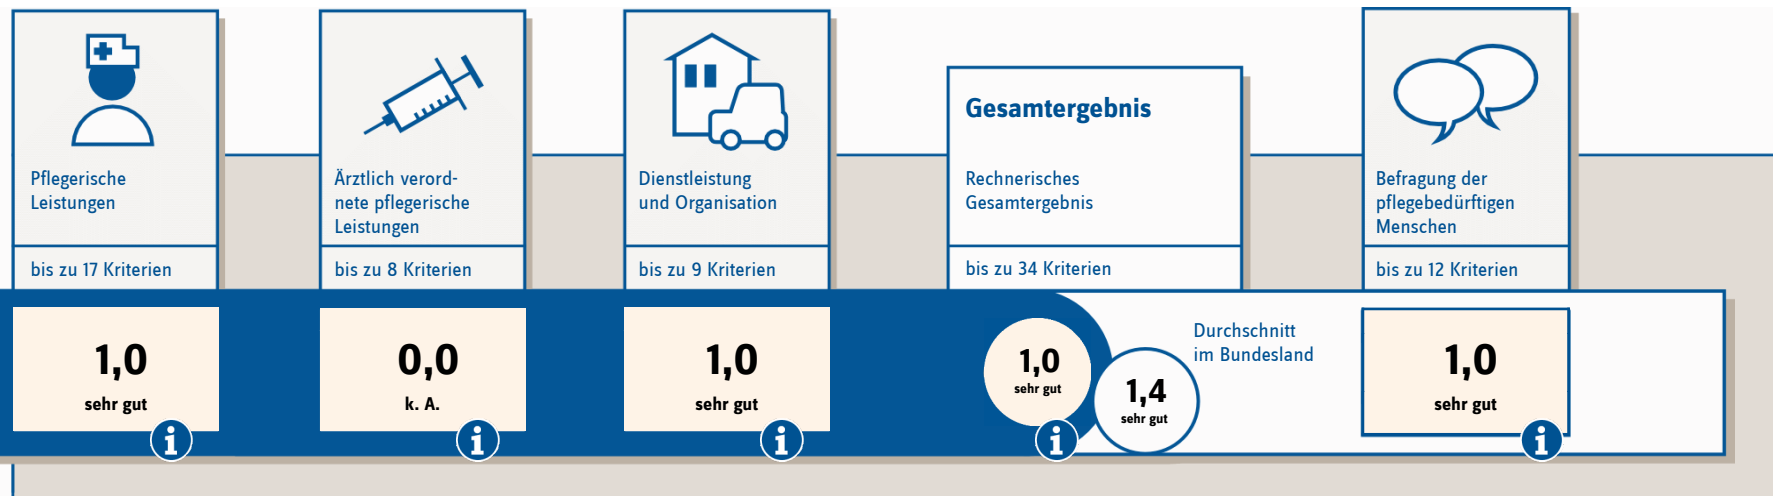 Pflegerische
Leistungen
bis zu 17 Kriterien
1,0
sehr gut
i
Ärztlich verord-
nete pflegerische
Leistungen
bis zu 8 Kriterien
0,0
k. A.
i
Dienstleistung
und Organisation
bis zu 9 Kriterien
1,0
sehr gut
i
Gesamtergebnis
Rechnerisches
Gesamtergebnis
bis zu 34 Kriterien
1,0
sehr gut
i
1,4
sehr gut
Durchschnitt
im Bundesland
Befragung der
pflegebedürftigen
Menschen
bis zu 12 Kriterien
1,0
sehr gut
i